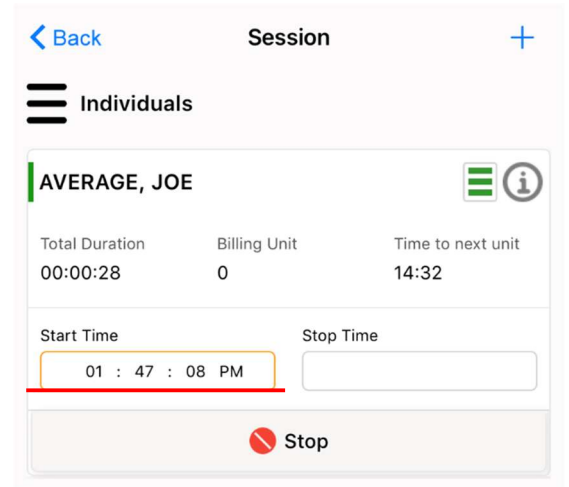 Back Session +
Individuals
AVERAGE, JOE
Total Duration Billing Unit Time to next unit
00:00:28 0 14:32
Start Time Stop Time
01 : 47 : 08 PM
Stop